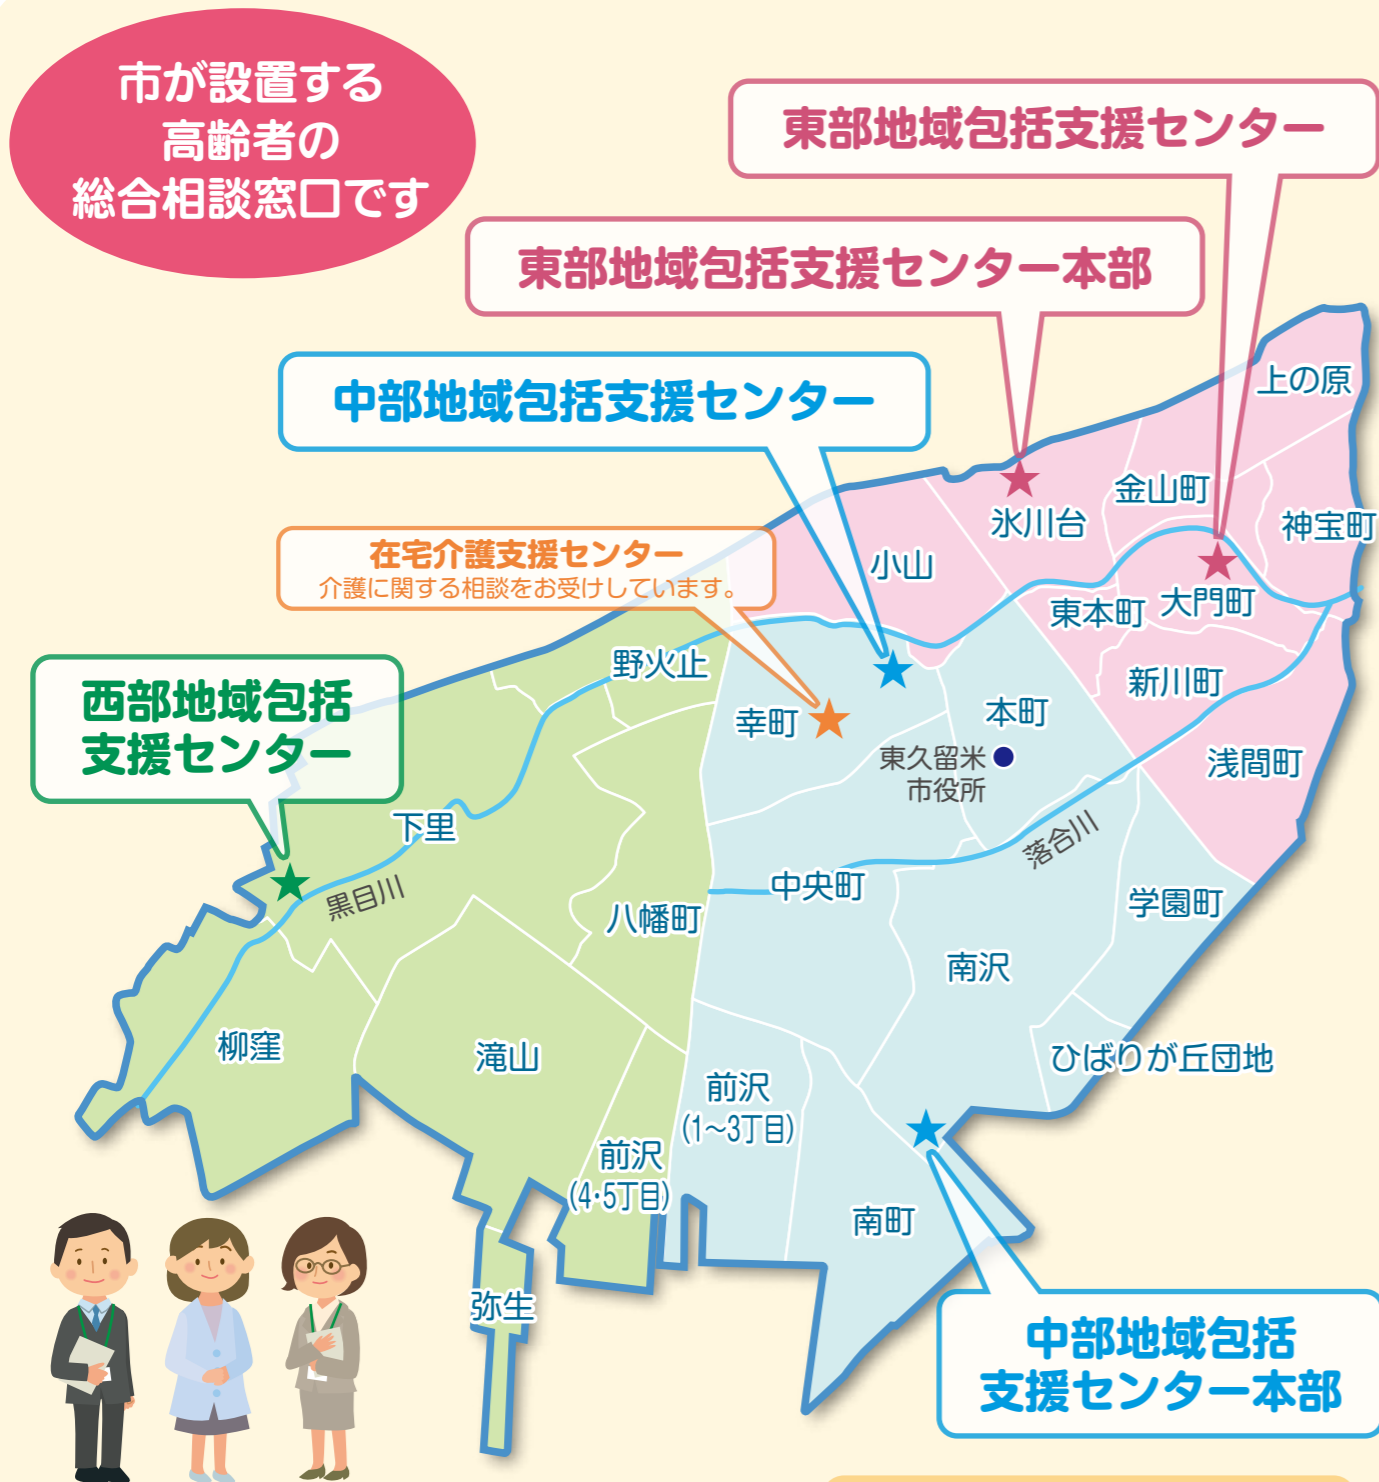 市が設置する
高齢者の
総合相談窓口です
東部地域包括支援センター
東部地域包括支援センター本部
中部地域包括支援センター
上の原
金山町
氷川台
神宝町
在宅介護支援センター
介護に関する相談をお受けしています。
小山
東本町
大門町
野火止
西部地域包括
支援センター
新川町
幸町
本町
東久留米
市役所
浅間町
下里
落合川
黒目川
中央町
八幡町
学園町
南沢
柳窪
滝山
ひばりが丘団地
前沢
(1～3丁目)
前沢
(4・5丁目)
南町
弥生
中部地域包括
支援センター本部